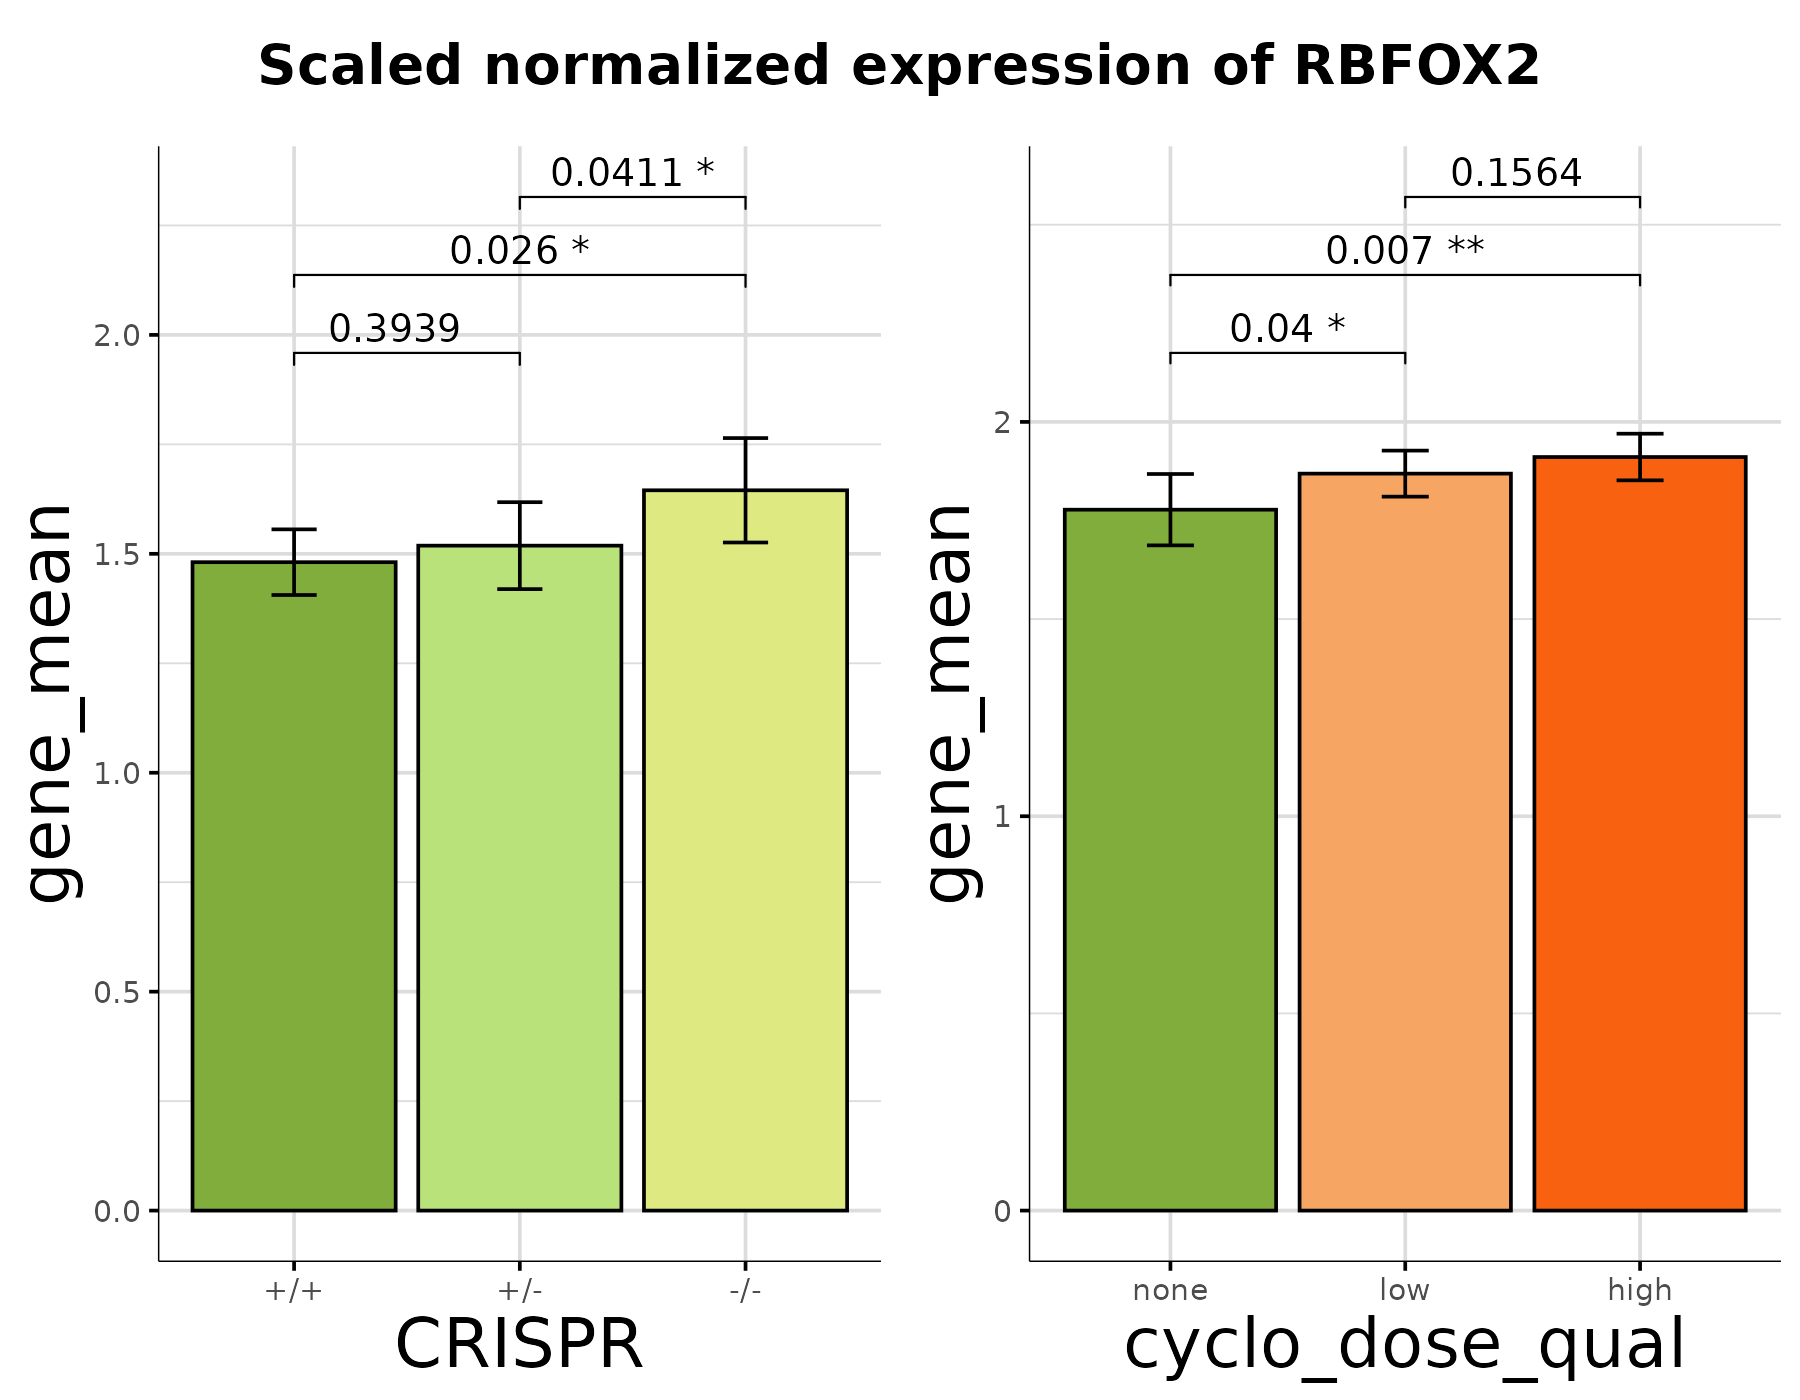 Scaled normalized expression of RBFOX2
gene_mean
2.0
1.5
1.0
0.5
0.0
0.0411 *
0.026 *
0.3939
+/+
+/-
-/-
CRISPR
gene_mean
2
1
0
0.1564
0.007 **
0.04 *
none
low
high
cyclo_dose_qual